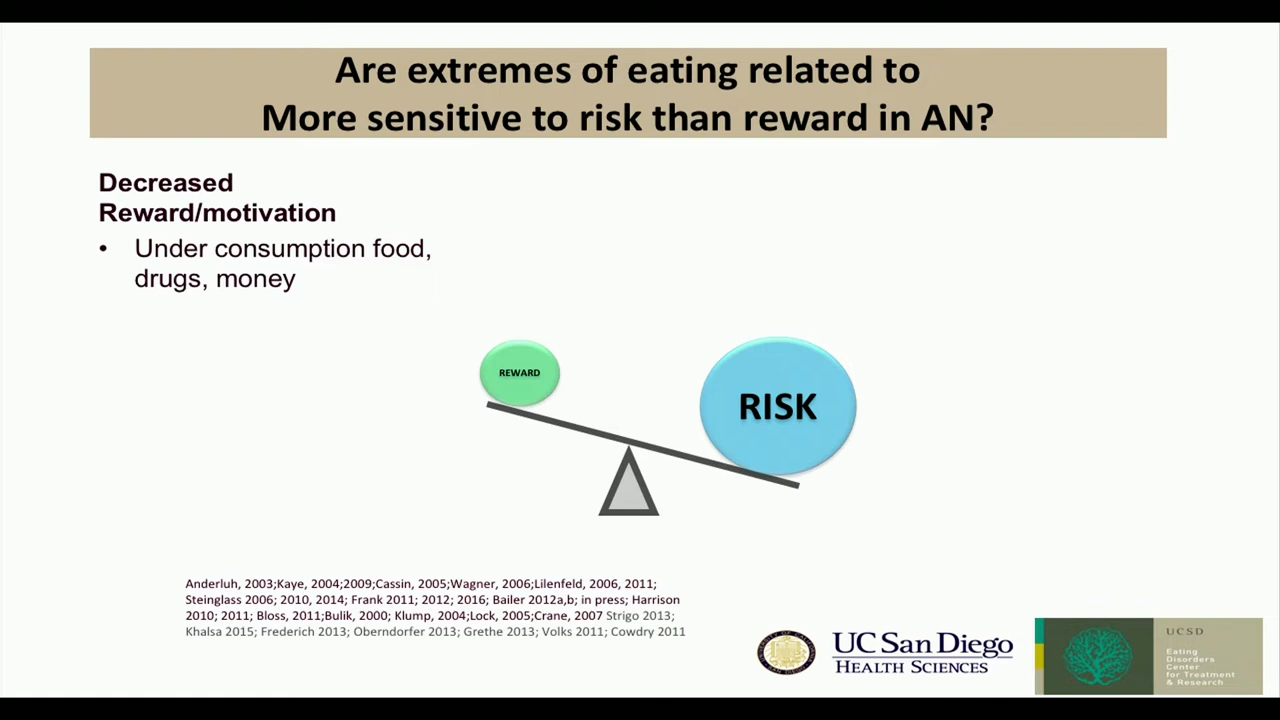 Are extremes of eating related to
More sensitive to risk than reward in AN?
Decreased
Reward/motivation
• Under consumption food,
drugs, money
REWARD
RISK
Anderluh, 2003;Kaye, 2004;2009;Cassin, 2005;Wagner, 2006;Lilenfeld, 2006, 2011;
Steinglass 2006; 2010, 2014; Frank 2011; 2012; 2016; Bailer 2012a,b; in press; Harrison
2010; 2011; Bloss, 2011;Bulik, 2000; Klump, 2004;Lock, 2005;Crane, 2007 Strigo 2013;
Khalsa 2015; Frederich 2013; Oberndorfer 2013; Grethe 2013; Volks 2011; Cowdry 2011
UC San Diego
HEALTH SCIENCES
UCSD
Eating
Disorders
Center
for Treatment
& Research